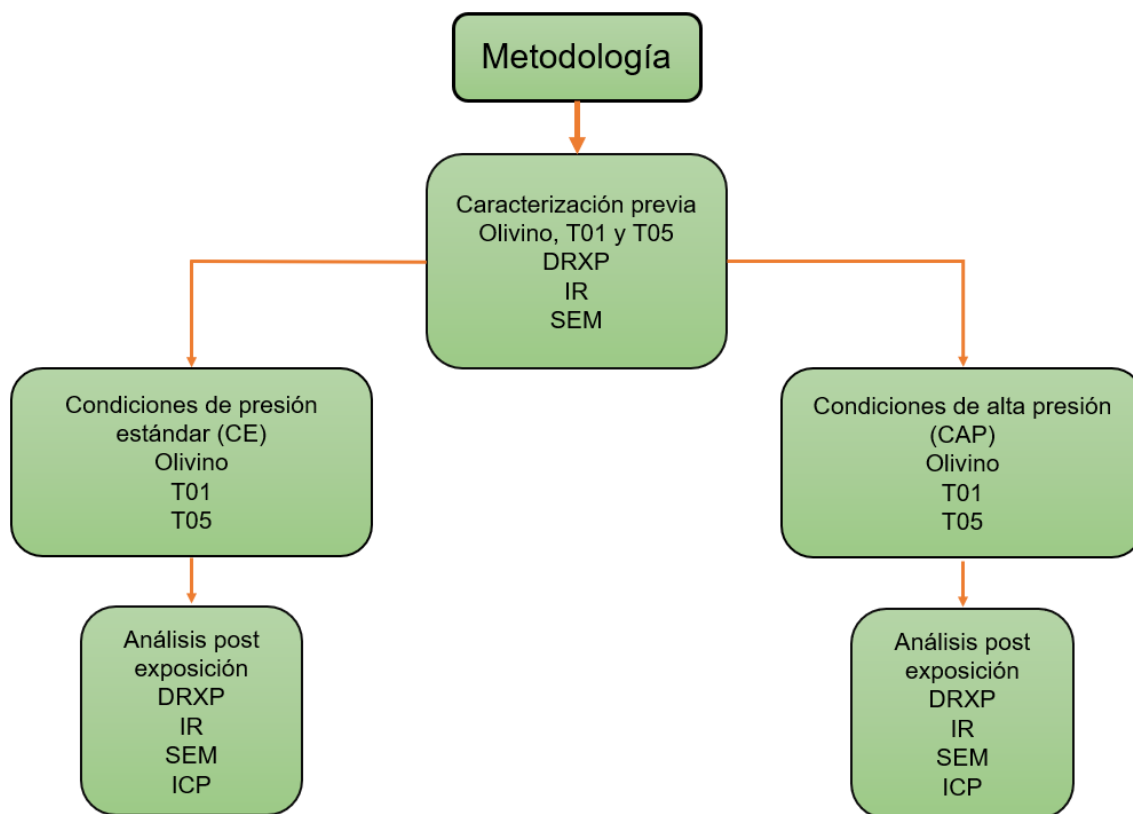 Metodología
Caracterización previa
Olivino, T01 y T05
DRXP
IR
SEM
Condiciones de presión
estándar (CE)
Olivino
T01
T05
Condiciones de alta presión
(CAP)
Olivino
T01
T05
Análisis post
exposición
DRXP
IR
SEM
ICP
Análisis post
exposición
DRXP
IR
SEM
ICP